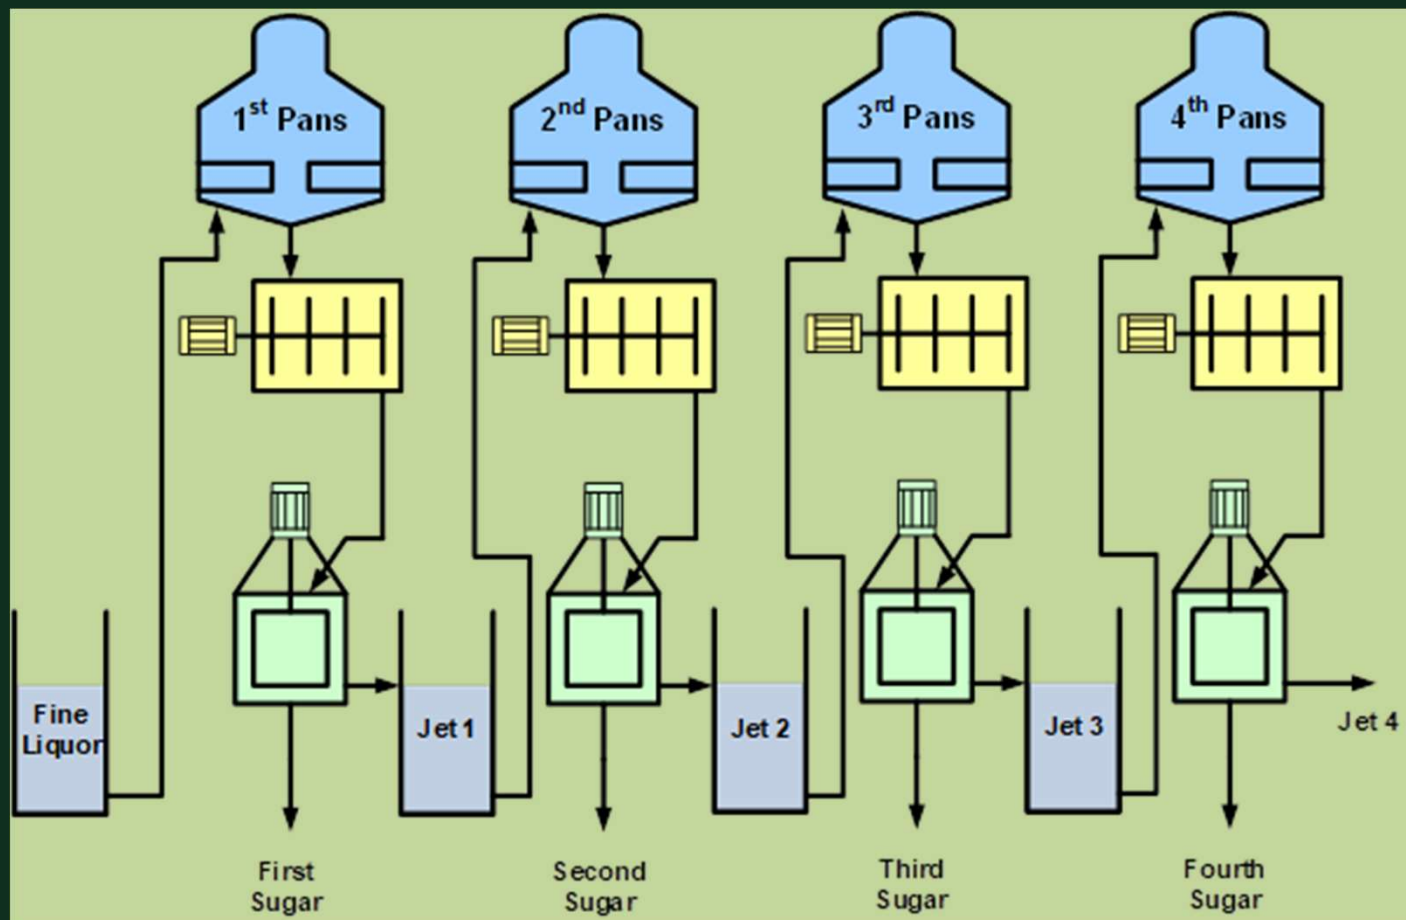 1st Pans
2nd Pans
3rd Pans
4th Pans
Fine
Liquor
Jet 1
Jet 2
Jet 3
Jet 4
First
Sugar
Second
Sugar
Third
Sugar
Fourth
Sugar